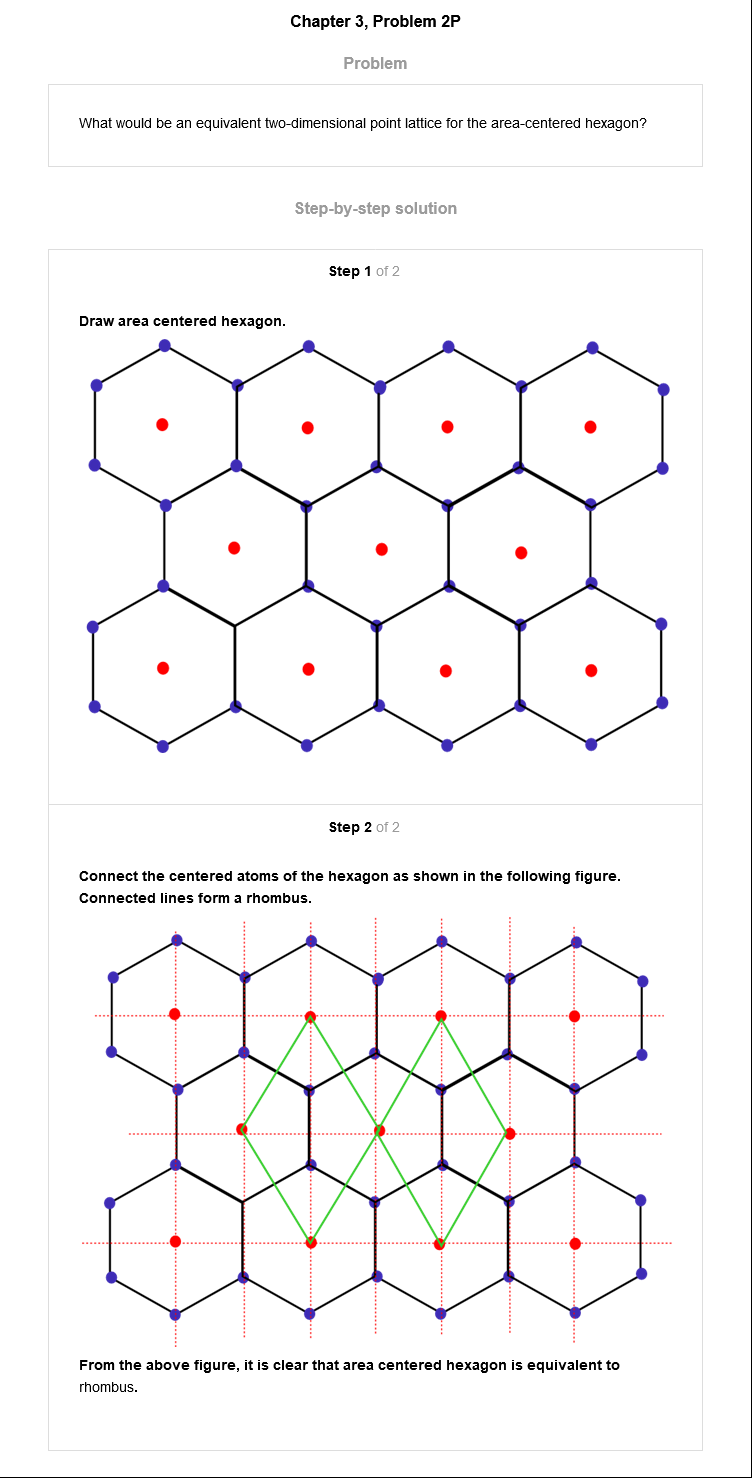 Chapter 3, Problem 2P
Problem
What would be an equivalent two-dimensional point lattice for the area-centered hexagon?
Step-by-step solution
Step 1 of 2
Draw area centered hexagon.
Step 2 of 2
Connect the centered atoms of the hexagon as shown in the following figure.
Connected lines form a rhombus.
From the above figure, it is clear that area centered hexagon is equivalent to
rhombus.